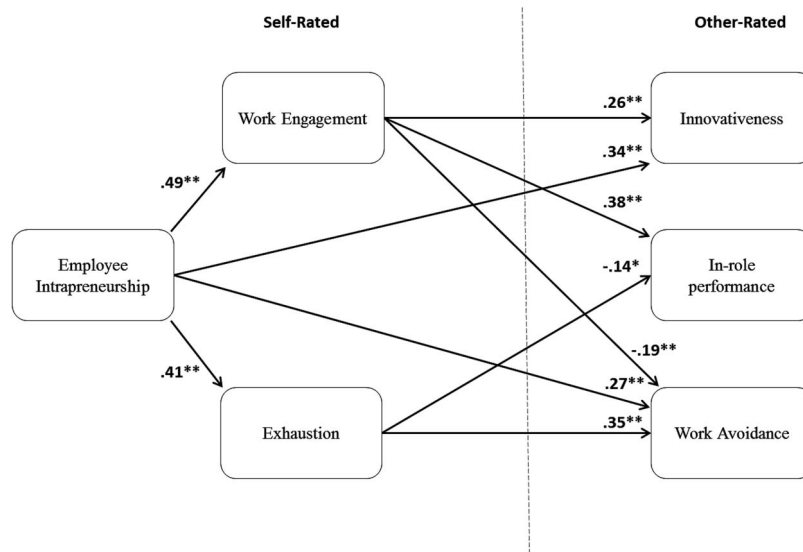 Self-Rated
Other-Rated
Work Engagement
.26**
Innovativeness
.34**
.49**
.38**
Employee
Intrapreneurship
-.14*
In-role
performance
-.19**
.41**
.27**
Exhaustion
.35**
Work Avoidance